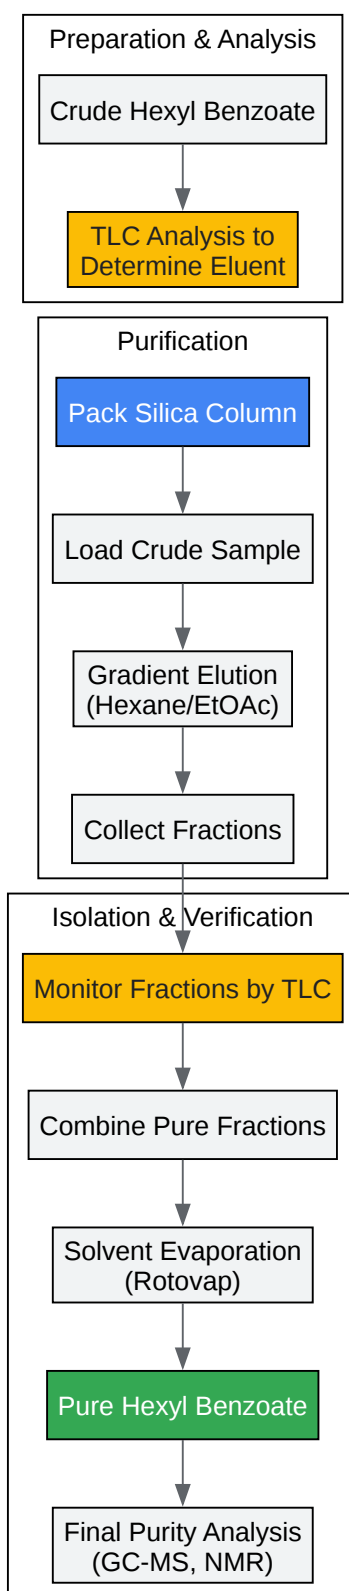 Preparation & Analysis
Crude Hexyl Benzoate
TLC Analysis to
Determine Eluent
Purification
Pack Silica Column
Load Crude Sample
Gradient Elution
(Hexane/EtOAc)
Collect Fractions
Isolation & Verification
Monitor Fractions by TLC
Combine Pure Fractions
Solvent Evaporation
(Rotovap)
Pure Hexyl Benzoate
Final Purity Analysis
(GC-MS, NMR)